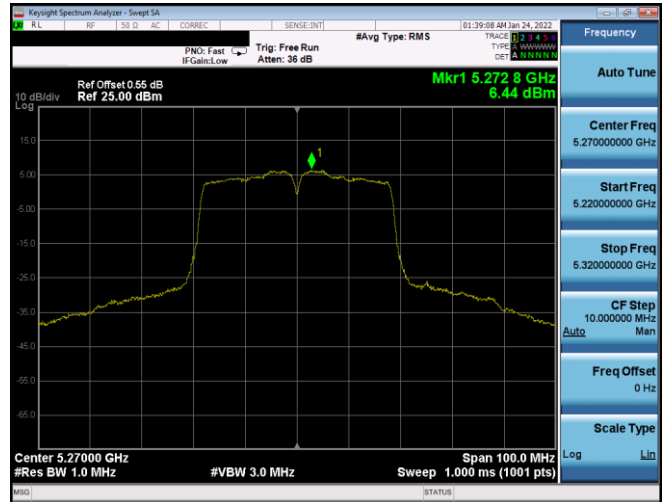 Keysight Spectrum Analyzer - Swept SA
RL RF 50 Ω AC CORREC SENSE:INT 01:39:08 AM Jan 24, 2022
#Avg Type: RMS
TRACE 1 2 3 4 5 6
TYPE A WWWWW
DET A N N N N N
PNO: Fast
IFGain:Low
Trig: Free Run
Atten: 36 dB
Mkr1 5.272 8 GHz
6.44 dBm
Ref Offset 0.55 dB
10 dB/div Ref 25.00 dBm
Log
1
15.0
5.00
-5.00
-15.0
-25.0
-35.0
-45.0
-55.0
-65.0
Center 5.27000 GHz Span 100.0 MHz
#Res BW 1.0 MHz #VBW 3.0 MHz Sweep 1.000 ms (1001 pts)
MSG STATUS
Frequency
Auto Tune
Center Freq
5.270000000 GHz
Start Freq
5.220000000 GHz
Stop Freq
5.320000000 GHz
CF Step
10.000000 MHz
Auto Man
Freq Offset
0 Hz
Scale Type
Log Lin